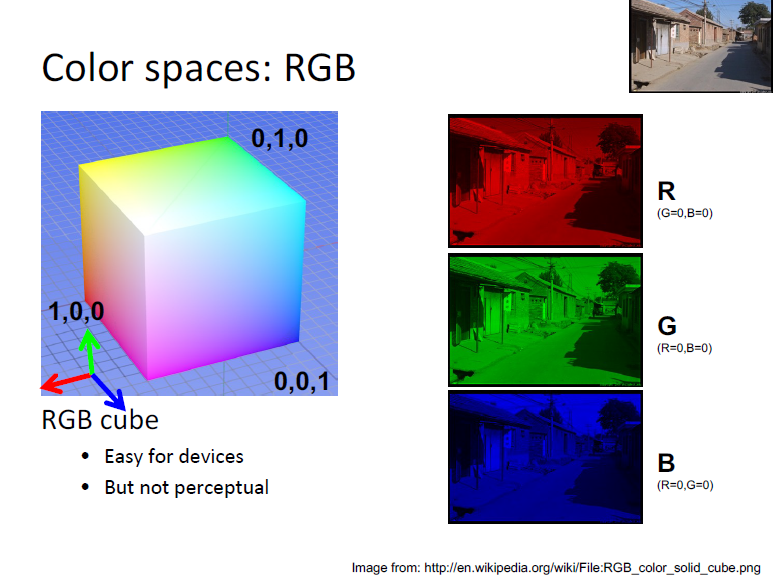 Color spaces: RGB
0,1,0
1,0,0
0,0,1
RGB cube
• Easy for devices
• But not perceptual
R
(G=0,B=0)
G
(R=0,B=0)
B
(R=0,G=0)
Image from: http://en.wikipedia.org/wiki/File:RGB_color_solid_cube.png